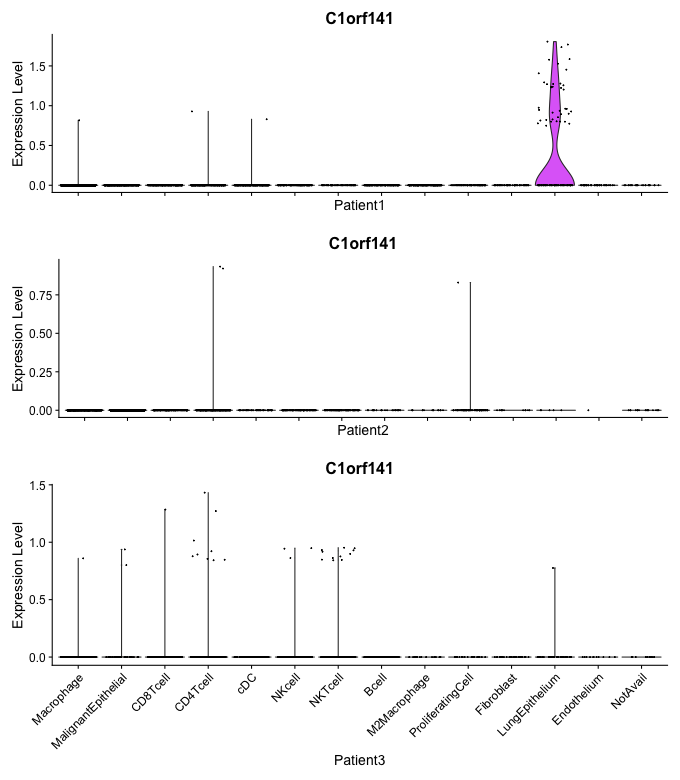 C1orf141
Expression Level
1.5
1.0
0.5
0.0
Patient1
C1orf141
Expression Level
0.75
0.50
0.25
0.00
Patient2
C1orf141
Expression Level
1.5
1.0
0.5
0.0
Macrophage
MalignantEpithelial
CD8Tcell
CD4Tcell
cDC
NKcell
NKTcell
Bcell
M2Macrophage
ProliferatingCell
Fibroblast
LungEpithelium
Endothelium
NotAvail
Patient3